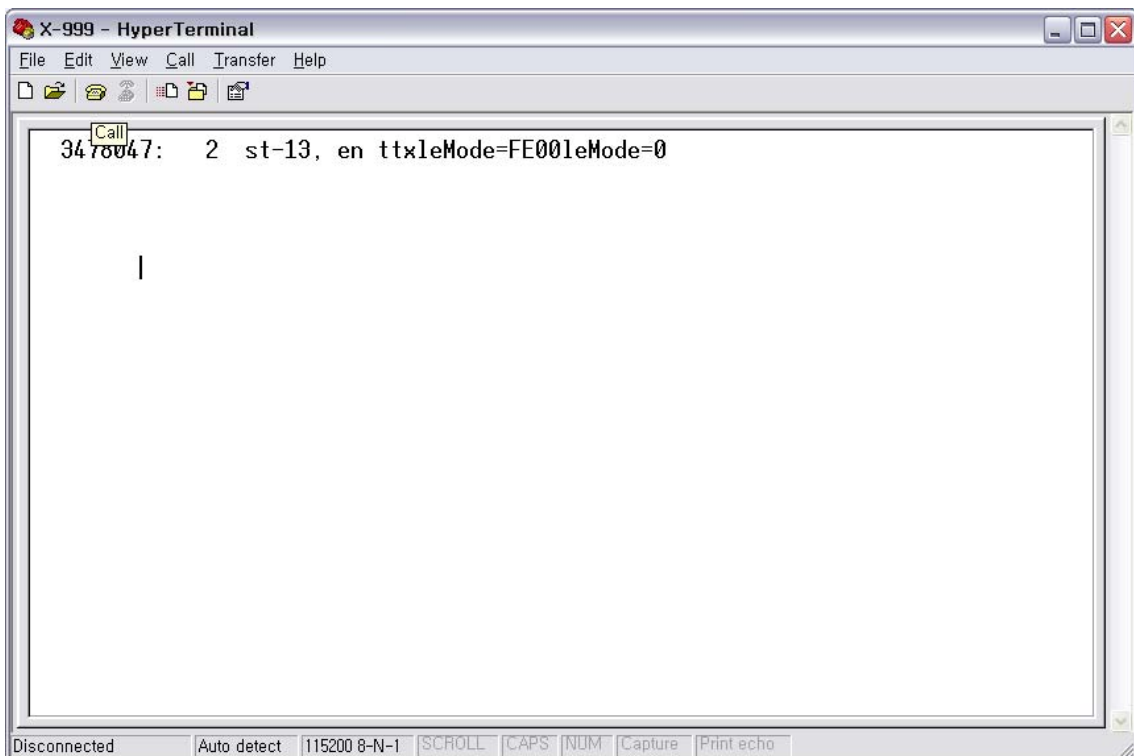 X-999 - HyperTerminal
File Edit View Call Transfer Help
Call
3478047: 2 st-13, en ttxleMode=FE00leMode=0
Disconnected Auto detect 115200 8-N-1 SCROLL CAPS NUM Capture Print echo